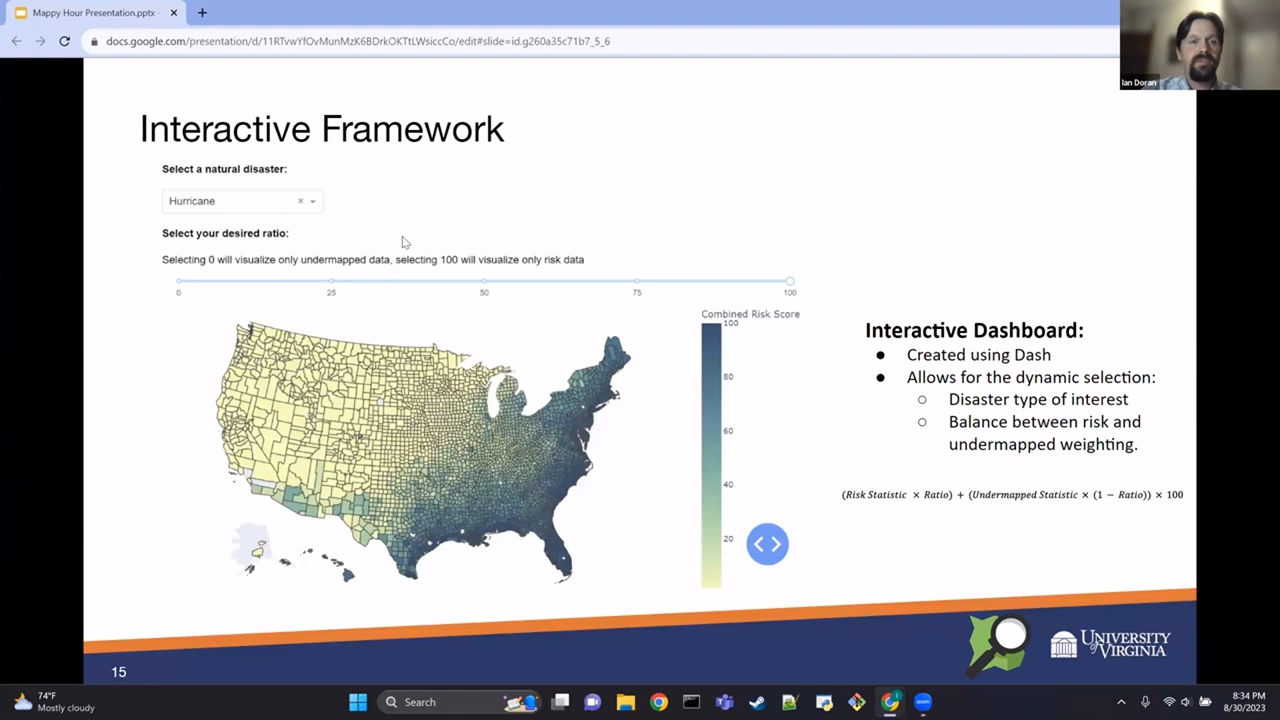 Mappy Hour Presentation.pptx -
docs.google.com/presentation/d/11RTvwYfOvMunMzK6BDrkOKTtLWsiccCo/edit#slide=id.g260a35c71b7_5_6
Ian Doran
Interactive Framework
Select a natural disaster:
Hurricane
Select your desired ratio:
Selecting 0 will visualize only undermapped data, selecting 100 will visualize only risk data
0 25 50 75 100
Combined Risk Score
100
80
60
40
20
Interactive Dashboard:
● Created using Dash
● Allows for the dynamic selection:
○ Disaster type of interest
○ Balance between risk and
undermapped weighting.
(Risk Statistic × Ratio) + (Undermapped Statistic × (1 − Ratio)) × 100
15
UNIVERSITY
of VIRGINIA
74°F
Mostly cloudy
Search
8:34 PM
8/30/2023